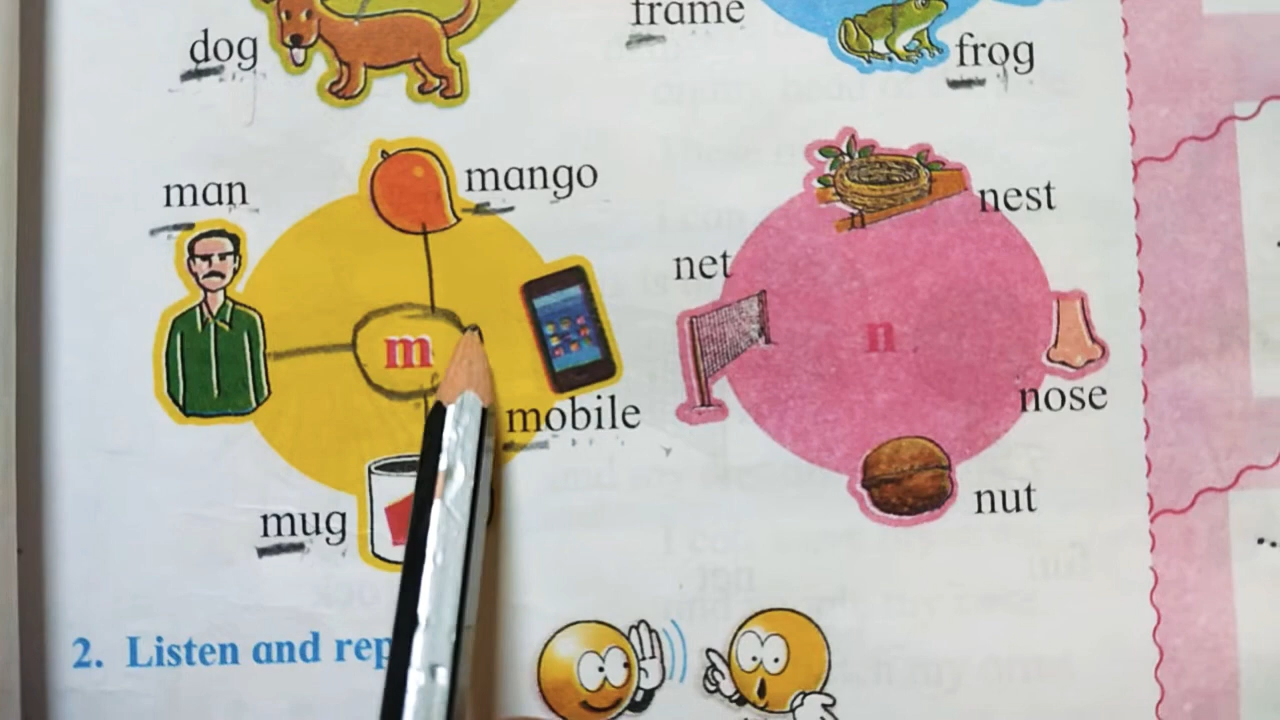 dog
frame
frog
man
mango
m
mobile
mug
nest
net
n
nose
nut
2. Listen and rep